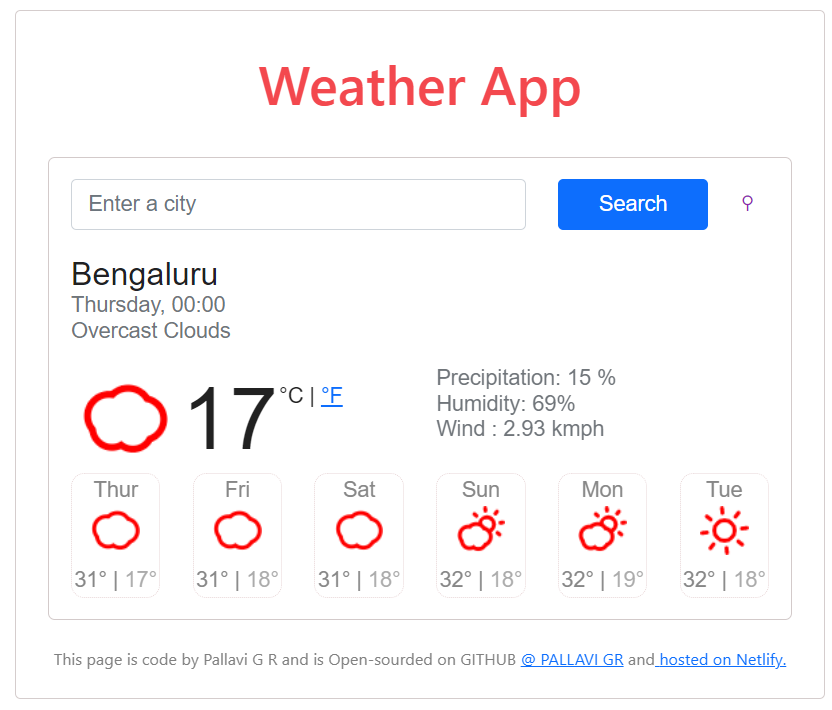 Weather App
Enter a city
Search
Bengaluru
Thursday, 00:00
Overcast Clouds
17 °C | °F
Precipitation: 15 %
Humidity: 69%
Wind : 2.93 kmph
Thur Fri Sat Sun Mon Tue
31° | 17° 31° | 18° 31° | 18° 32° | 18° 32° | 19° 32° | 18°
This page is code by Pallavi G R and is Open-sourded on GITHUB @ PALLAVI GR and hosted on Netlify.